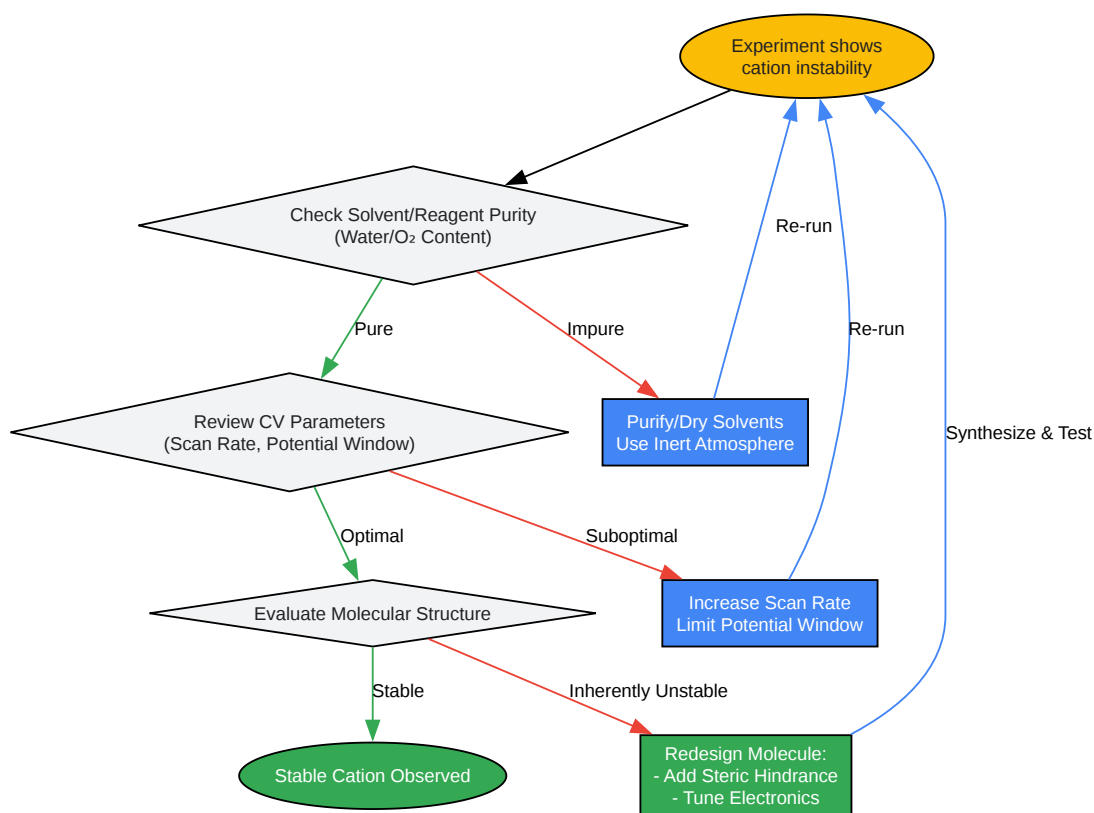 Experiment shows
cation instability
Check Solvent/Reagent Purity
(Water/O₂ Content)
Re-run
Pure
Impure
Re-run
Review CV Parameters
(Scan Rate, Potential Window)
Purify/Dry Solvents
Use Inert Atmosphere
Synthesize & Test
Optimal
Suboptimal
Evaluate Molecular Structure
Increase Scan Rate
Limit Potential Window
Stable
Inherently Unstable
Stable Cation Observed
Redesign Molecule:
- Add Steric Hindrance
- Tune Electronics